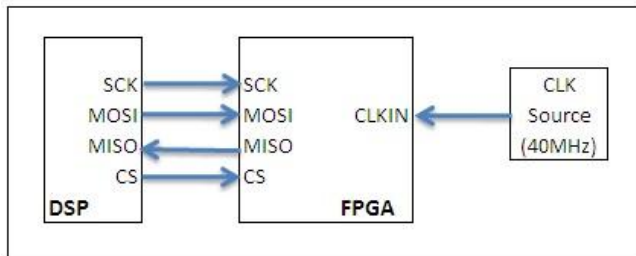 SCK
MOSI
MISO
CS
DSP
SCK
MOSI
MISO
CS
CLKIN
FPGA
CLK
Source
(40MHz)